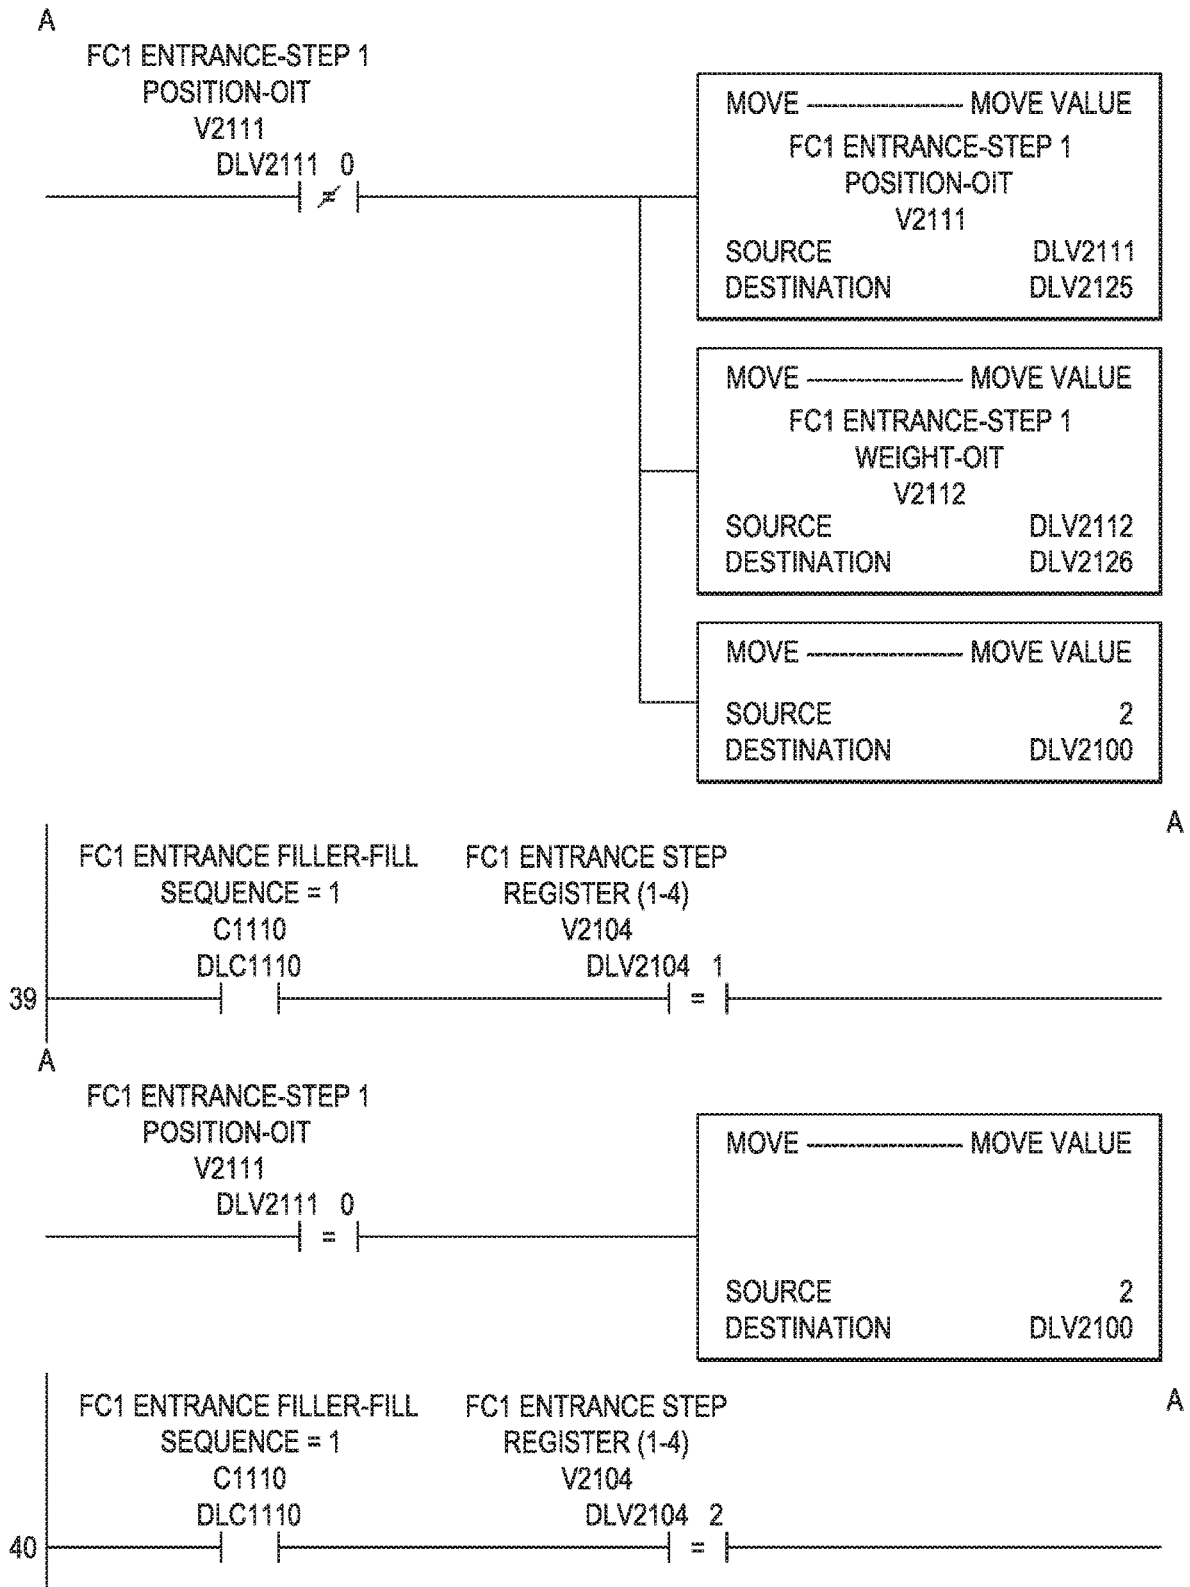 A
FC1 ENTRANCE-STEP 1
POSITION-OIT
V2111
DLV2111 0
≠
MOVE ---------------- MOVE VALUE
FC1 ENTRANCE-STEP 1
POSITION-OIT
V2111
SOURCE DLV2111
DESTINATION DLV2125
MOVE ---------------- MOVE VALUE
FC1 ENTRANCE-STEP 1
WEIGHT-OIT
V2112
SOURCE DLV2112
DESTINATION DLV2126
MOVE ---------------- MOVE VALUE
SOURCE 2
DESTINATION DLV2100
A
FC1 ENTRANCE FILLER-FILL
SEQUENCE = 1
C1110
DLC1110
FC1 ENTRANCE STEP
REGISTER (1-4)
V2104
DLV2104 1
39
=
A
FC1 ENTRANCE-STEP 1
POSITION-OIT
V2111
DLV2111 0
=
MOVE ---------------- MOVE VALUE
SOURCE 2
DESTINATION DLV2100
A
FC1 ENTRANCE FILLER-FILL
SEQUENCE = 1
C1110
DLC1110
FC1 ENTRANCE STEP
REGISTER (1-4)
V2104
DLV2104 2
40
=